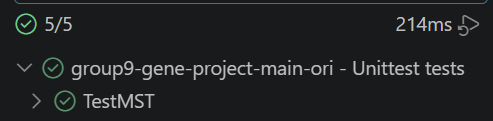 5/5 214ms
group9-gene-project-main-ori - Unittest tests
TestMST